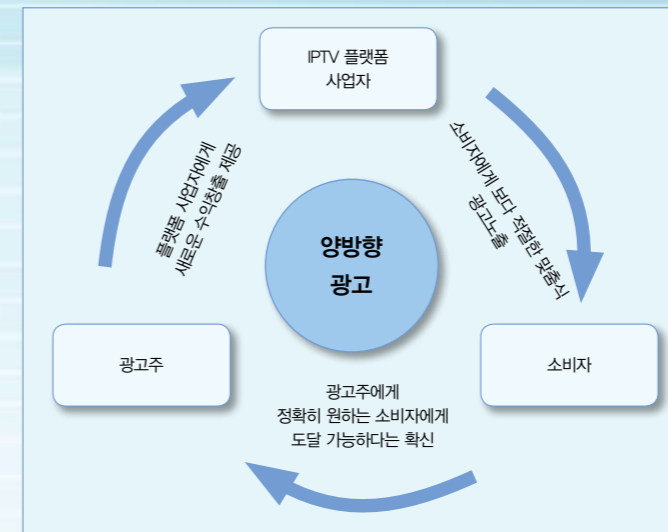 IPTV 플랫폼
사업자
플랫폼 사업자에게
새로운 수익창출 제공
소비자에게 보다 적절한 맞춤식
광고노출
양방향
광고
광고주
소비자
광고주에게
정확히 원하는 소비자에게
도달 가능하다는 확신